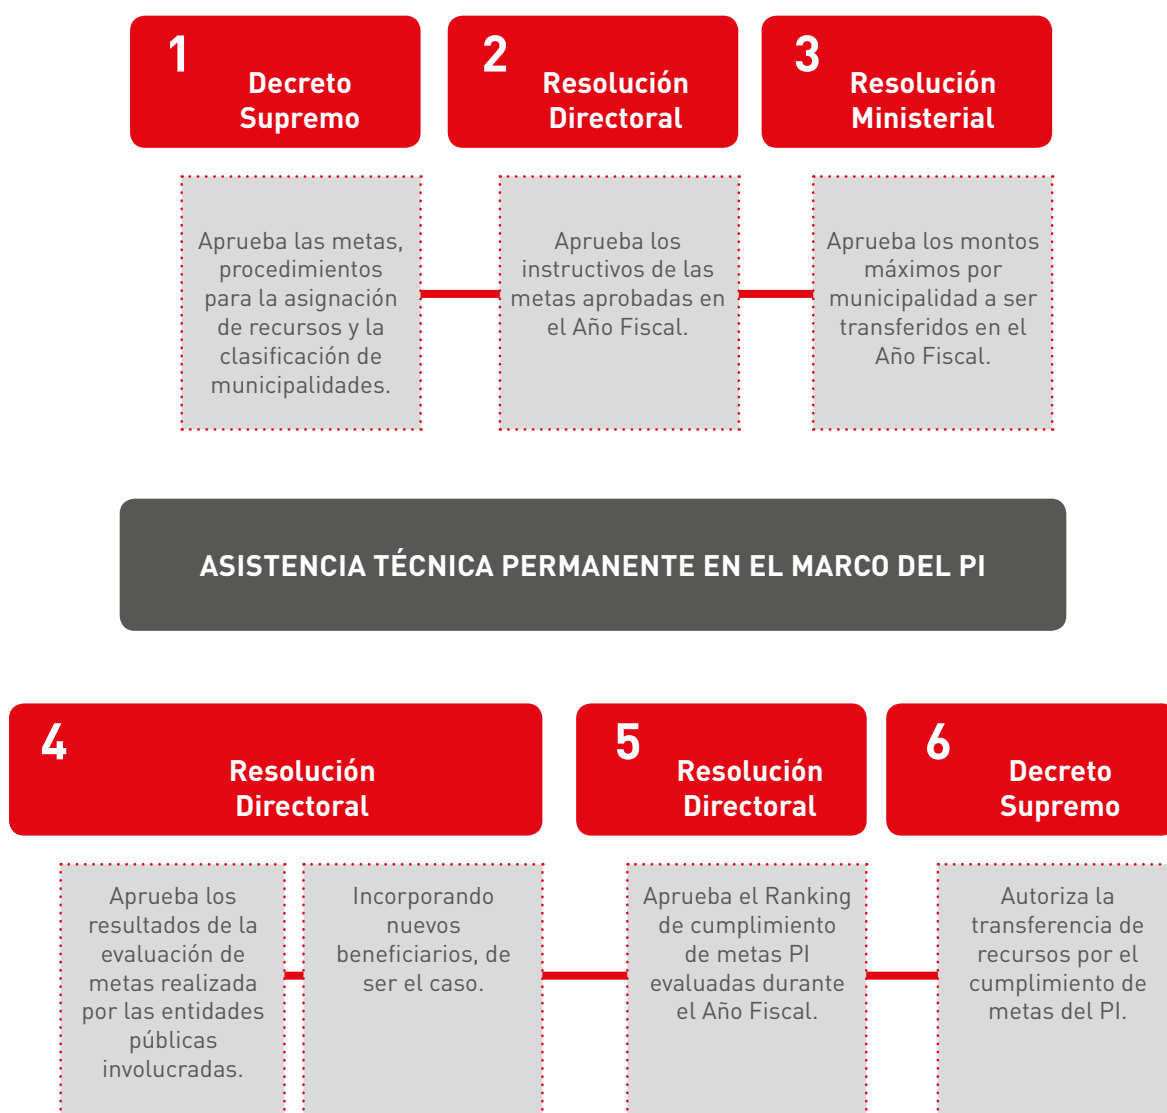 1
Decreto
Supremo
2
Resolución
Directoral
3
Resolución
Ministerial
Aprueba las metas,
procedimientos
para la asignación
de recursos y la
clasificación de
municipalidades.
Aprueba los
instructivos de las
metas aprobadas en
el Año Fiscal.
Aprueba los montos
máximos por
municipalidad a ser
transferidos en el
Año Fiscal.
ASISTENCIA TÉCNICA PERMANENTE EN EL MARCO DEL PI
4
Resolución
Directoral
5
Resolución
Directoral
6
Decreto
Supremo
Aprueba los
resultados de la
evaluación de
metas realizada
por las entidades
públicas
involucradas.
Incorporando
nuevos
beneficiarios, de
ser el caso.
Aprueba el Ranking
de cumplimiento
de metas PI
evaluadas durante
el Año Fiscal.
Autoriza la
transferencia de
recursos por el
cumplimiento de
metas del PI.